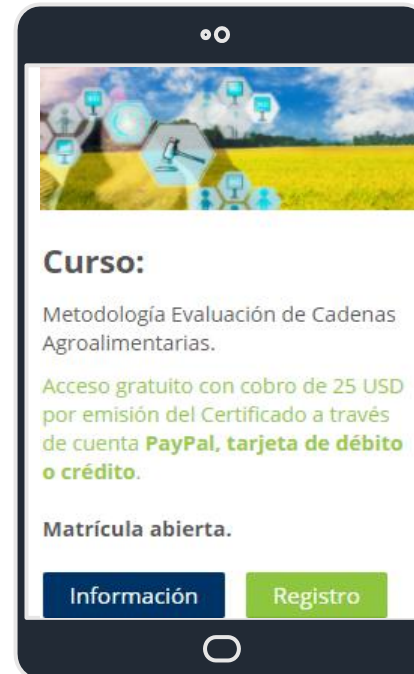 Curso:
Metodología Evaluación de Cadenas
Agroalimentarias.
Acceso gratuito con cobro de 25 USD
por emisión del Certificado a través
de cuenta PayPal, tarjeta de débito
o crédito.
Matrícula abierta.
Información
Registro